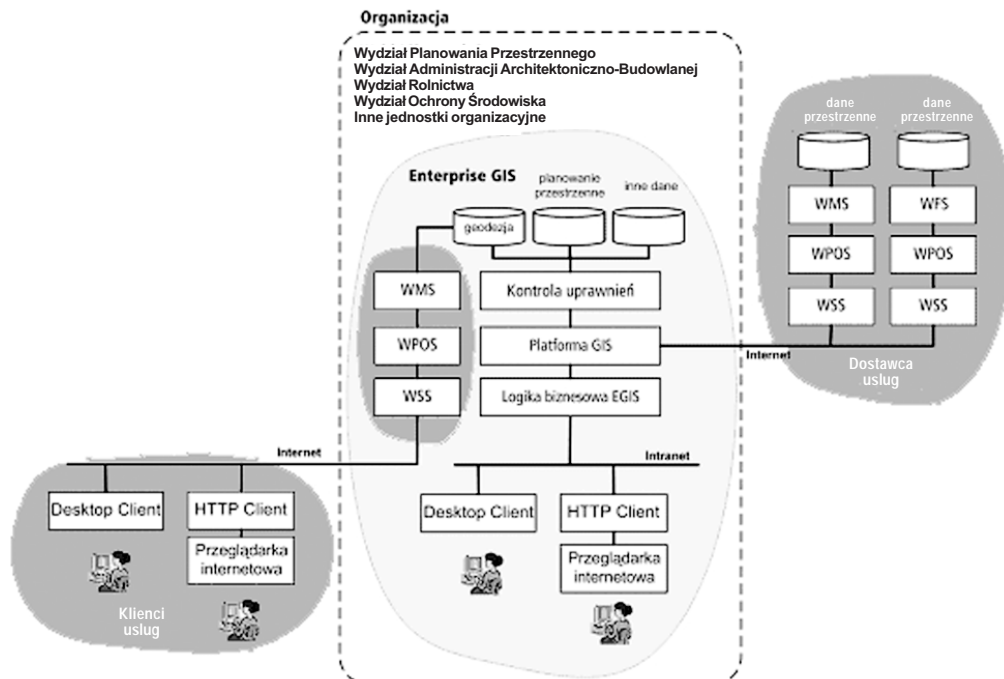 Organizacja
Wydział Planowania Przestrzennego
Wydział Administracji Architektoniczno-Budowlanej
Wydział Rolnictwa
Wydział Ochrony Środowiska
Inne jednostki organizacyjne
Enterprise GIS
geodezja
planowanie
przestrzenne
inne dane
WMS
WPOS
WSS
Kontrola uprawnień
Platforma GIS
Logika biznesowa EGIS
Internet
Intranet
Desktop Client
HTTP Client
Przeglądarka
internetowa
dane
przestrzenne
dane
przestrzenne
WMS
WFS
WPOS
WPOS
WSS
WSS
Internet
Dostawca
uslug
Desktop Client
HTTP Client
Przeglądarka
internetowa
Klienci
uslug